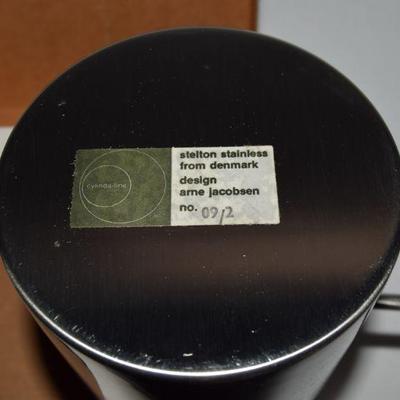 cylinda-line
stelton stainless
from denmark
design
arne jacobsen
no. 09/2